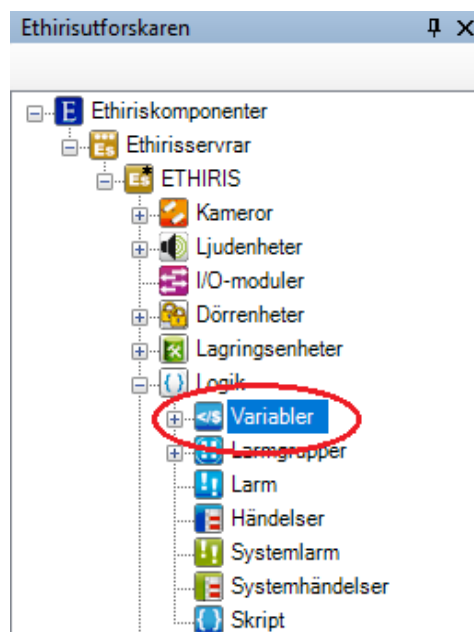 Ethirisutforskaren
Ethiriskomponenter
Ethirisservrar
ETHIRIS
Kameror
Ljudenheter
I/O-moduler
Dörrenheter
Lagringsenheter
Logik
Variabler
Larmgrupper
Larm
Händelser
Systemlarm
Systemhändelser
Skript